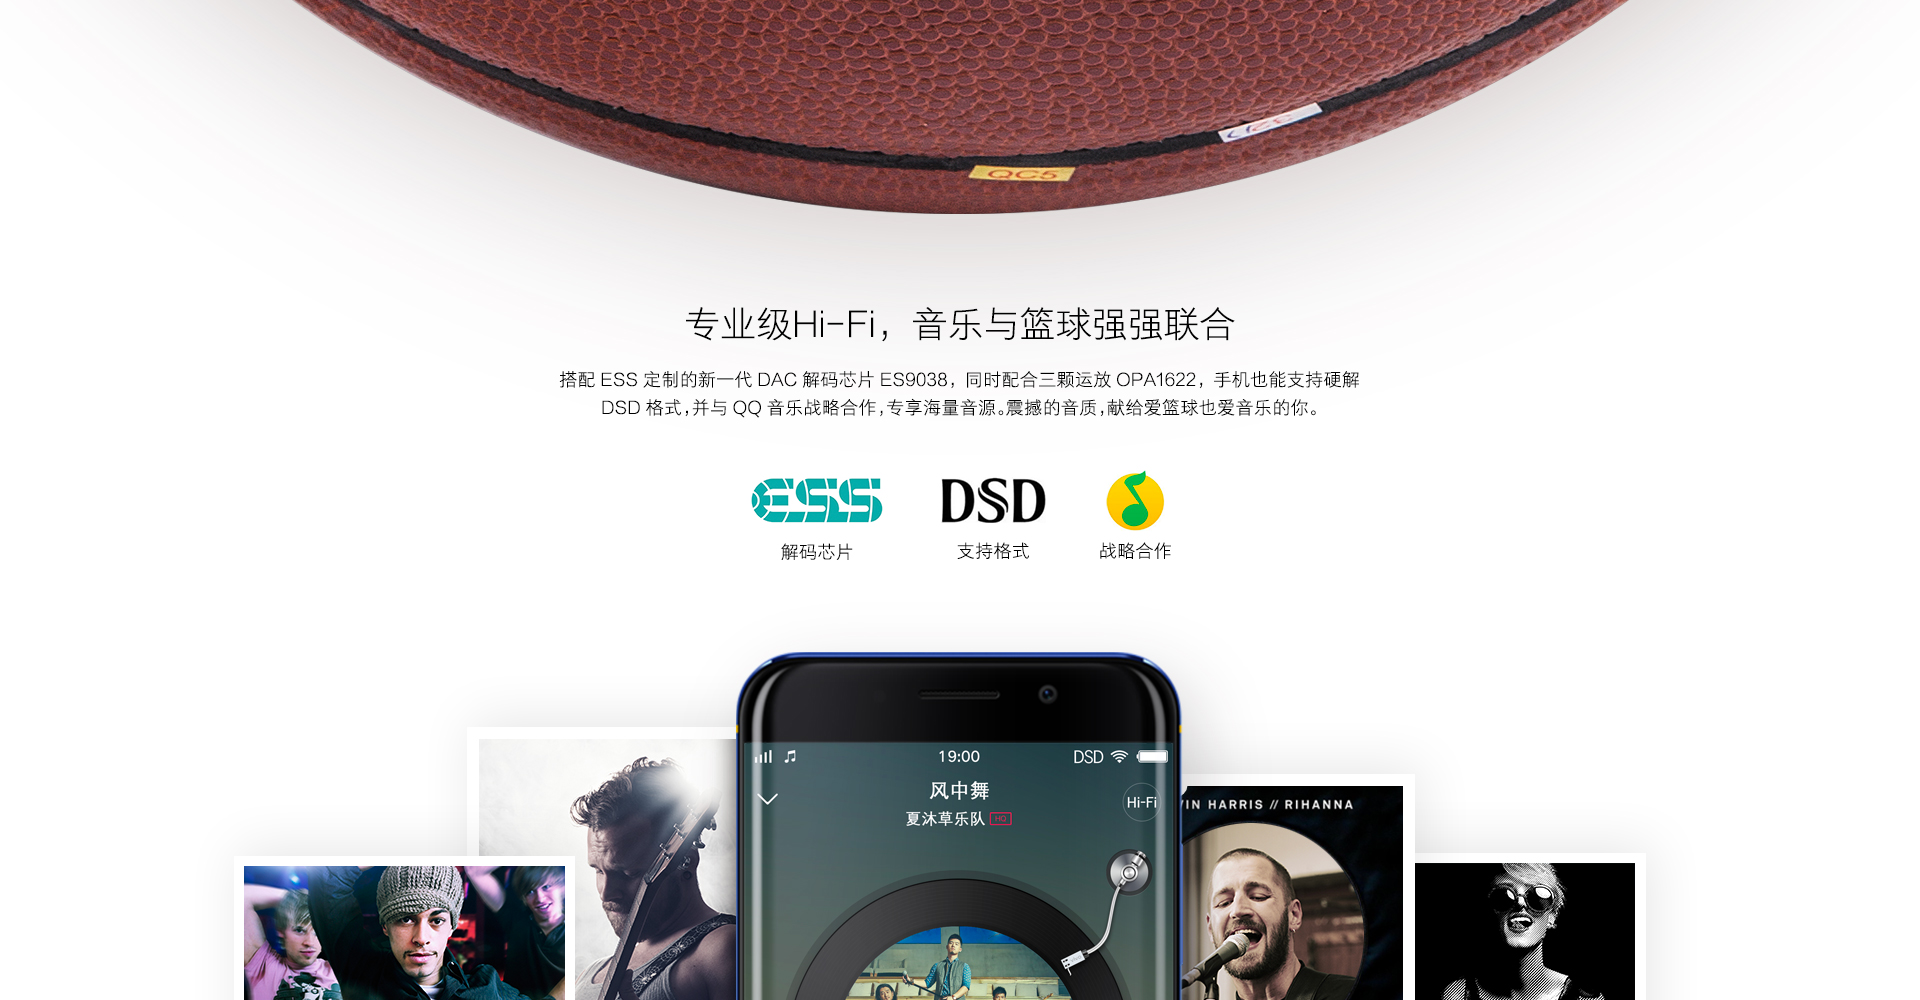 QC5
专业级Hi-Fi，音乐与篮球强强联合
搭配 ESS 定制的新一代 DAC 解码芯片 ES9038，同时配合三颗运放 OPA1622，手机也能支持硬解
DSD 格式，并与 QQ 音乐战略合作，专享海量音源。震撼的音质，献给爱篮球也爱音乐的你。
ESS DSD
解码芯片 支持格式 战略合作
19:00 DSD
风中舞
Hi-Fi
夏沐草乐队 HQ
VIN HARRIS // RIHANNA